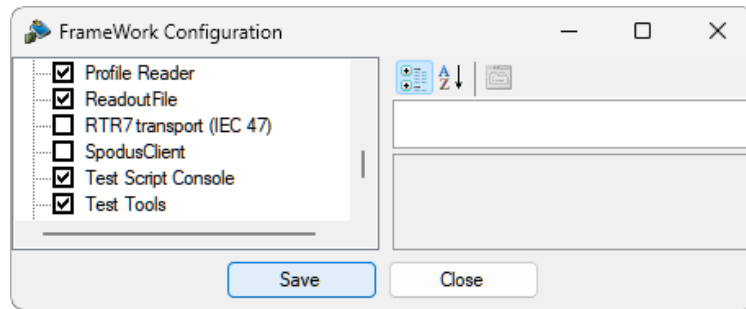 FrameWork Configuration
Profile Reader
ReadoutFile
RTR7 transport (IEC 47)
SpodusClient
Test Script Console
Test Tools
A
Z
Save
Close